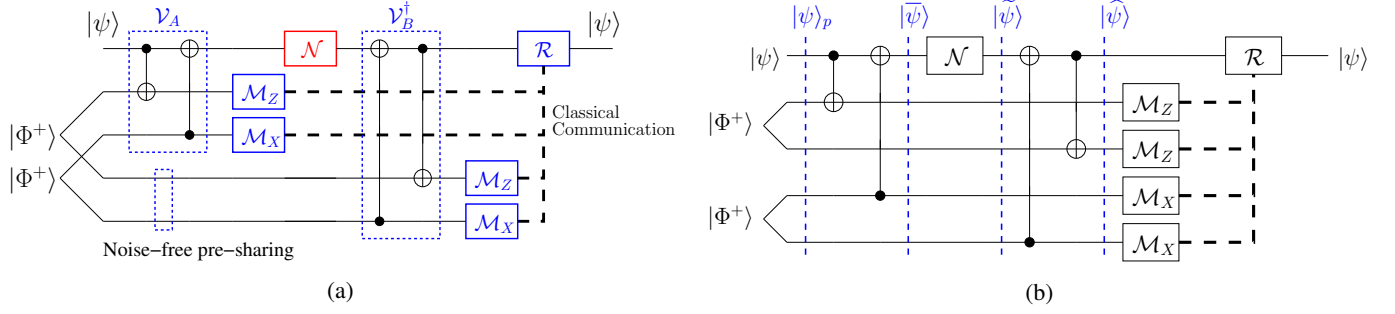 |ψ⟩ 𝒱_A 𝒩 𝒱_B^† ℛ |ψ⟩
ℳ_Z
|Φ⁺⟩ ℳ_X
Classical
Communication
|Φ⁺⟩ ℳ_Z
ℳ_X
Noise−free pre−sharing
(a)
|ψ⟩_p |ψ̅⟩ |ψ̃⟩ |ψ̂⟩
|ψ⟩ 𝒩 ℛ |ψ⟩
|Φ⁺⟩ ℳ_Z
ℳ_Z
|Φ⁺⟩ ℳ_X
ℳ_X
(b)